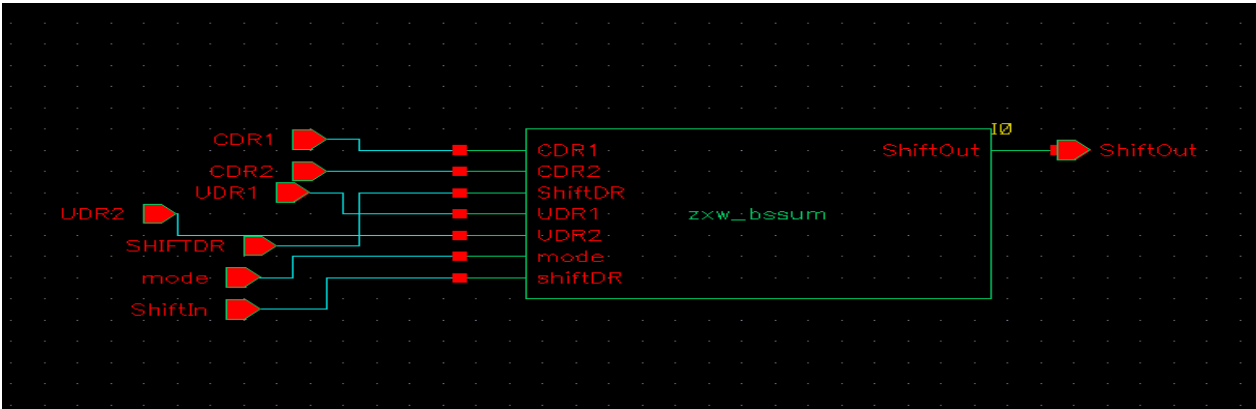 I0
CDR1 CDR1 ShiftOut ShiftOut
CDR2 CDR2
UDR1 ShiftDR
UDR2 UDR1 zxw_bssum
SHIFTDR UDR2
mode mode
ShiftIn shiftDR